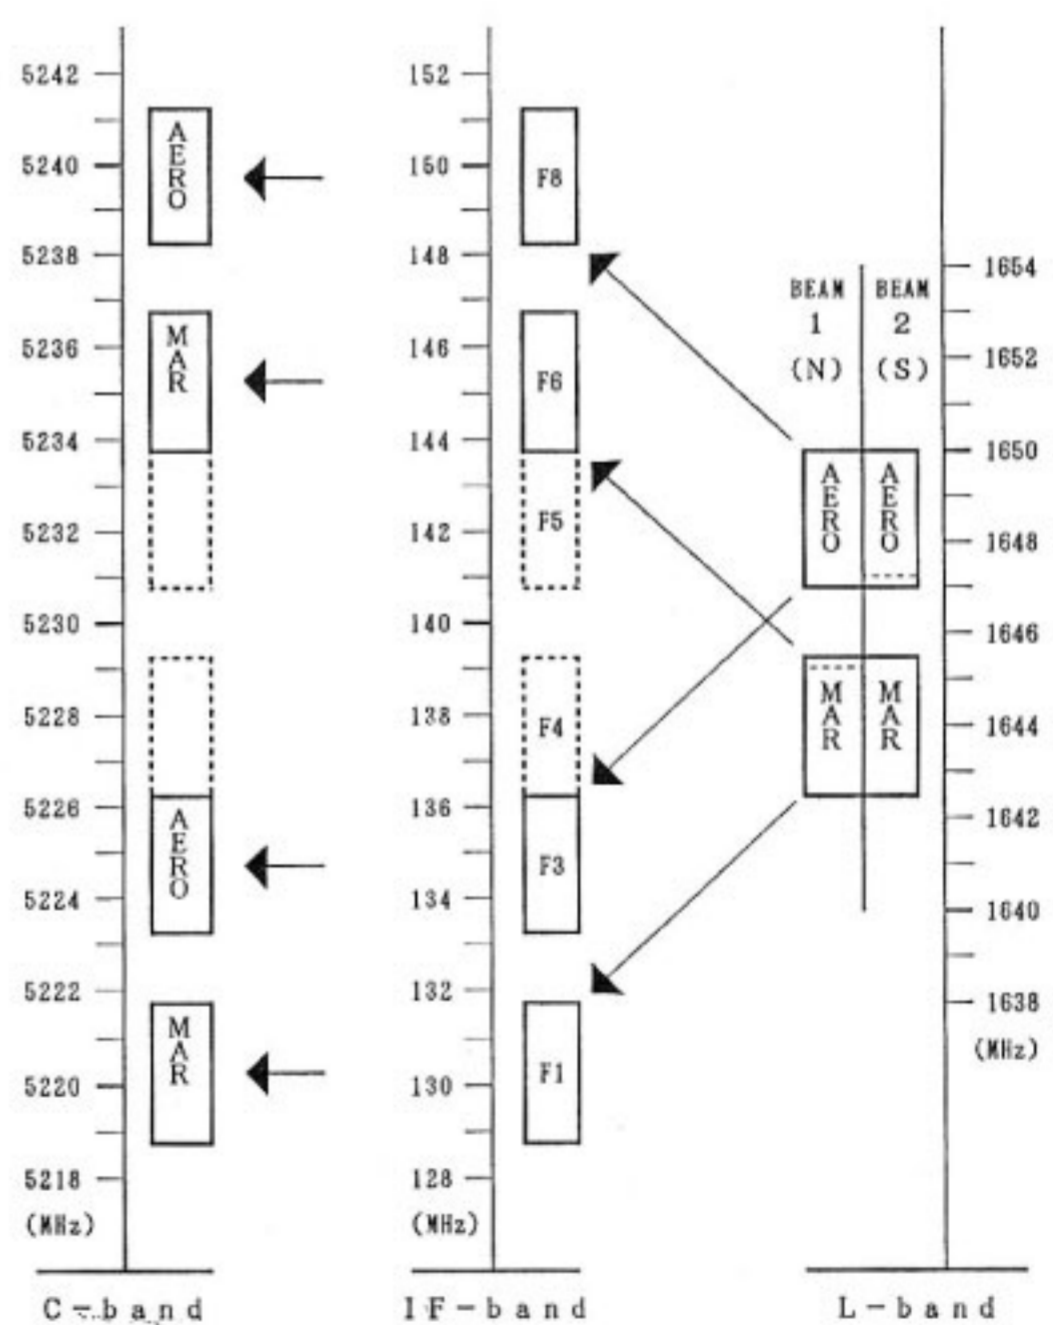 5242
5240
5238
5236
5234
5232
5230
5228
5226
5224
5222
5220
5218
(MHz)
AERO
MAR
AERO
MAR
C-band
152
150
148
146
144
142
140
138
136
134
132
130
128
(MHz)
F8
F6
F5
F4
F3
F1
IF-band
BEAM
1
(N)
BEAM
2
(S)
AERO
AERO
MAR
MAR
1654
1652
1650
1648
1646
1644
1642
1640
1638
(MHz)
L-band